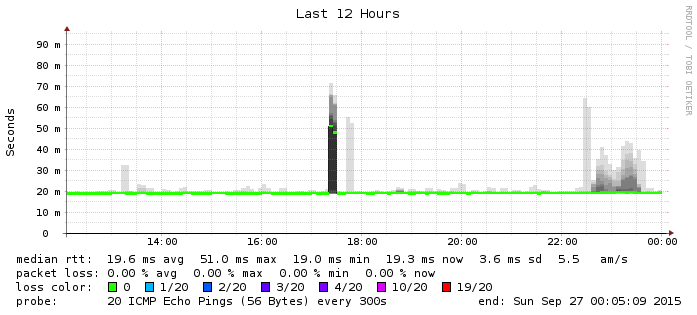 Last 12 Hours
RRDTOOL / TOBI OETIKER
Seconds
90 m
80 m
70 m
60 m
50 m
40 m
30 m
20 m
10 m
0
14:00 16:00 18:00 20:00 22:00 00:00
median rtt: 19.6 ms avg 51.0 ms max 19.0 ms min 19.3 ms now 3.6 ms sd 5.5 am/s
packet loss: 0.00 % avg 0.00 % max 0.00 % min 0.00 % now
loss color: 0 1/20 2/20 3/20 4/20 10/20 19/20
probe: 20 ICMP Echo Pings (56 Bytes) every 300s end: Sun Sep 27 00:05:09 2015